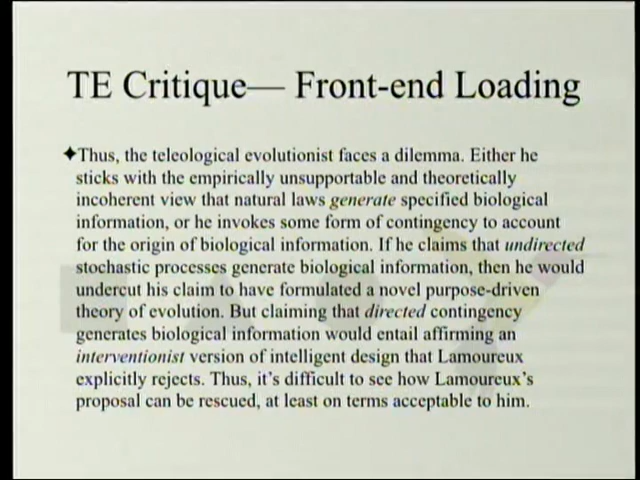 TE Critique— Front-end Loading
✦Thus, the teleological evolutionist faces a dilemma. Either he
sticks with the empirically unsupportable and theoretically
incoherent view that natural laws generate specified biological
information, or he invokes some form of contingency to account
for the origin of biological information. If he claims that undirected
stochastic processes generate biological information, then he would
undercut his claim to have formulated a novel purpose-driven
theory of evolution. But claiming that directed contingency
generates biological information would entail affirming an
interventionist version of intelligent design that Lamoureux
explicitly rejects. Thus, it's difficult to see how Lamoureux's
proposal can be rescued, at least on terms acceptable to him.